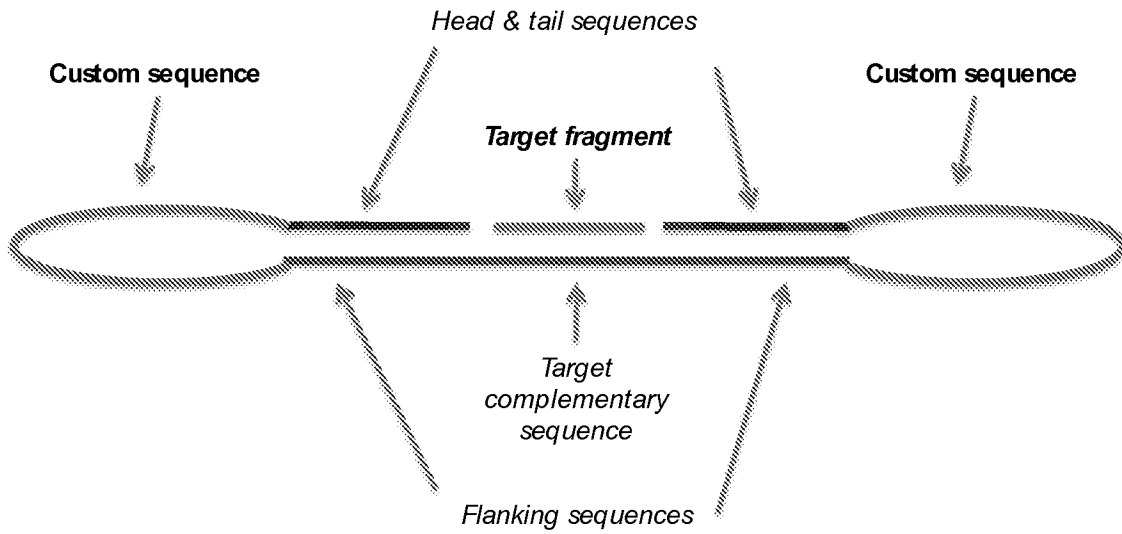 Head & tail sequences
Custom sequence
Custom sequence
Target fragment
Target
complementary
sequence
Flanking sequences